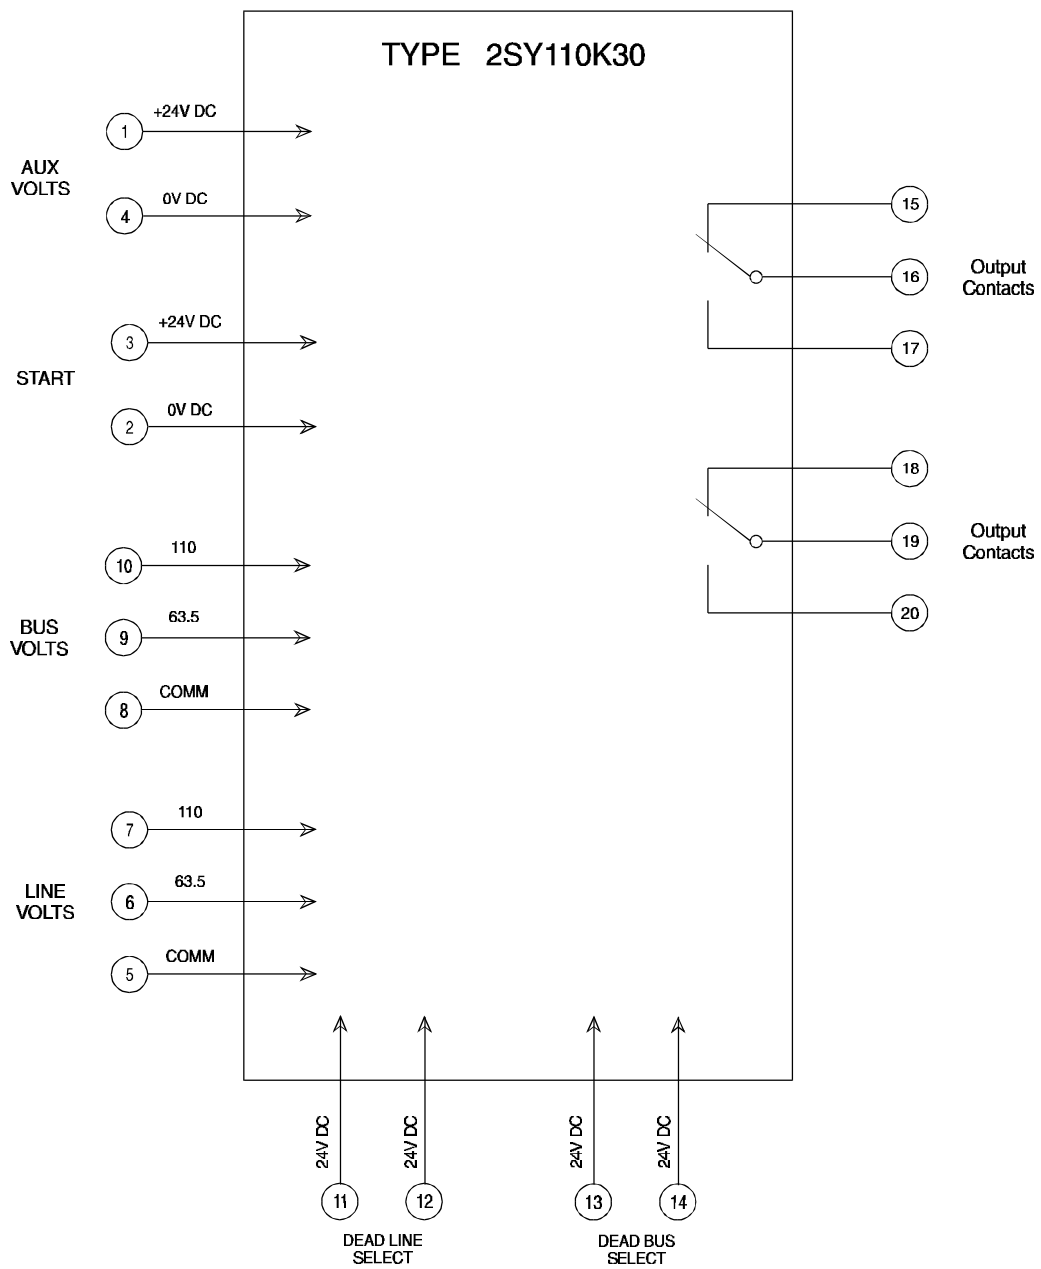 TYPE 2SY110K30
AUX
VOLTS
1
+24V DC
4
0V DC
START
3
+24V DC
2
0V DC
BUS
VOLTS
10
110
9
63.5
8
COMM
LINE
VOLTS
7
110
6
63.5
5
COMM
15
16
17
Output
Contacts
18
19
20
Output
Contacts
24V DC
24V DC
24V DC
24V DC
11
12
13
14
DEAD LINE
SELECT
DEAD BUS
SELECT